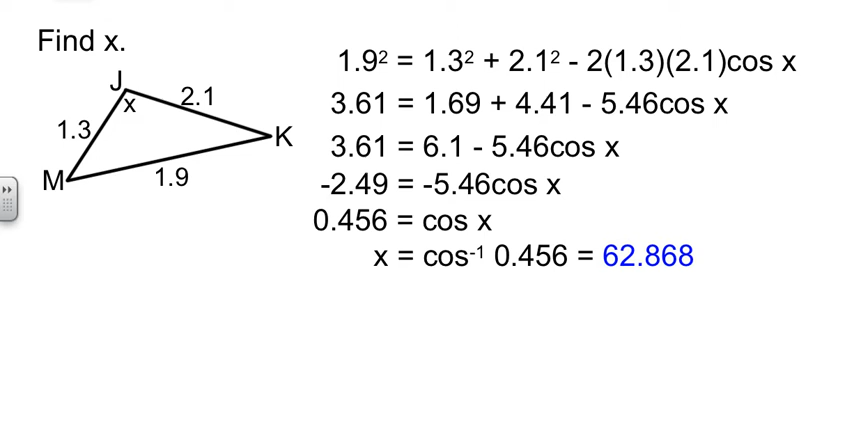 Find x.
J
x
2.1
1.3
K
M
1.9
1.9² = 1.3² + 2.1² - 2(1.3)(2.1)cos x
3.61 = 1.69 + 4.41 - 5.46cos x
3.61 = 6.1 - 5.46cos x
-2.49 = -5.46cos x
0.456 = cos x
x = cos⁻¹ 0.456 = 62.868